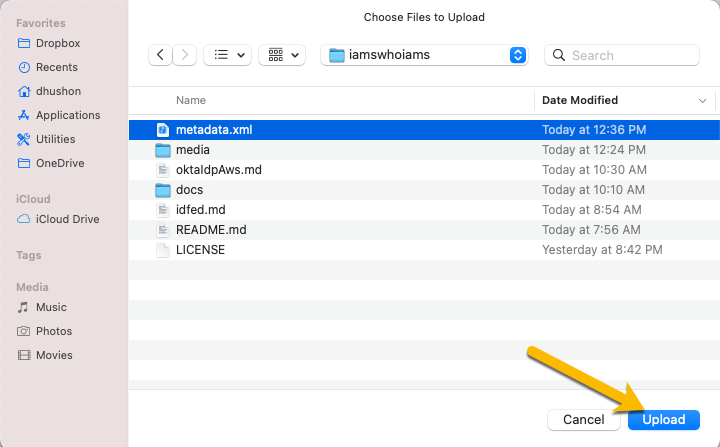 Choose Files to Upload
Favorites
Dropbox
Recents
dhushon
Applications
Utilities
OneDrive
iCloud
iCloud Drive
Tags
Media
Music
Photos
Movies
iamswhoiams
Search
Name Date Modified
metadata.xml Today at 12:36 PM
media Today at 12:24 PM
oktaIdpAws.md Today at 10:30 AM
docs Today at 10:10 AM
idfed.md Today at 8:54 AM
README.md Today at 7:56 AM
LICENSE Yesterday at 8:42 PM
Cancel Upload